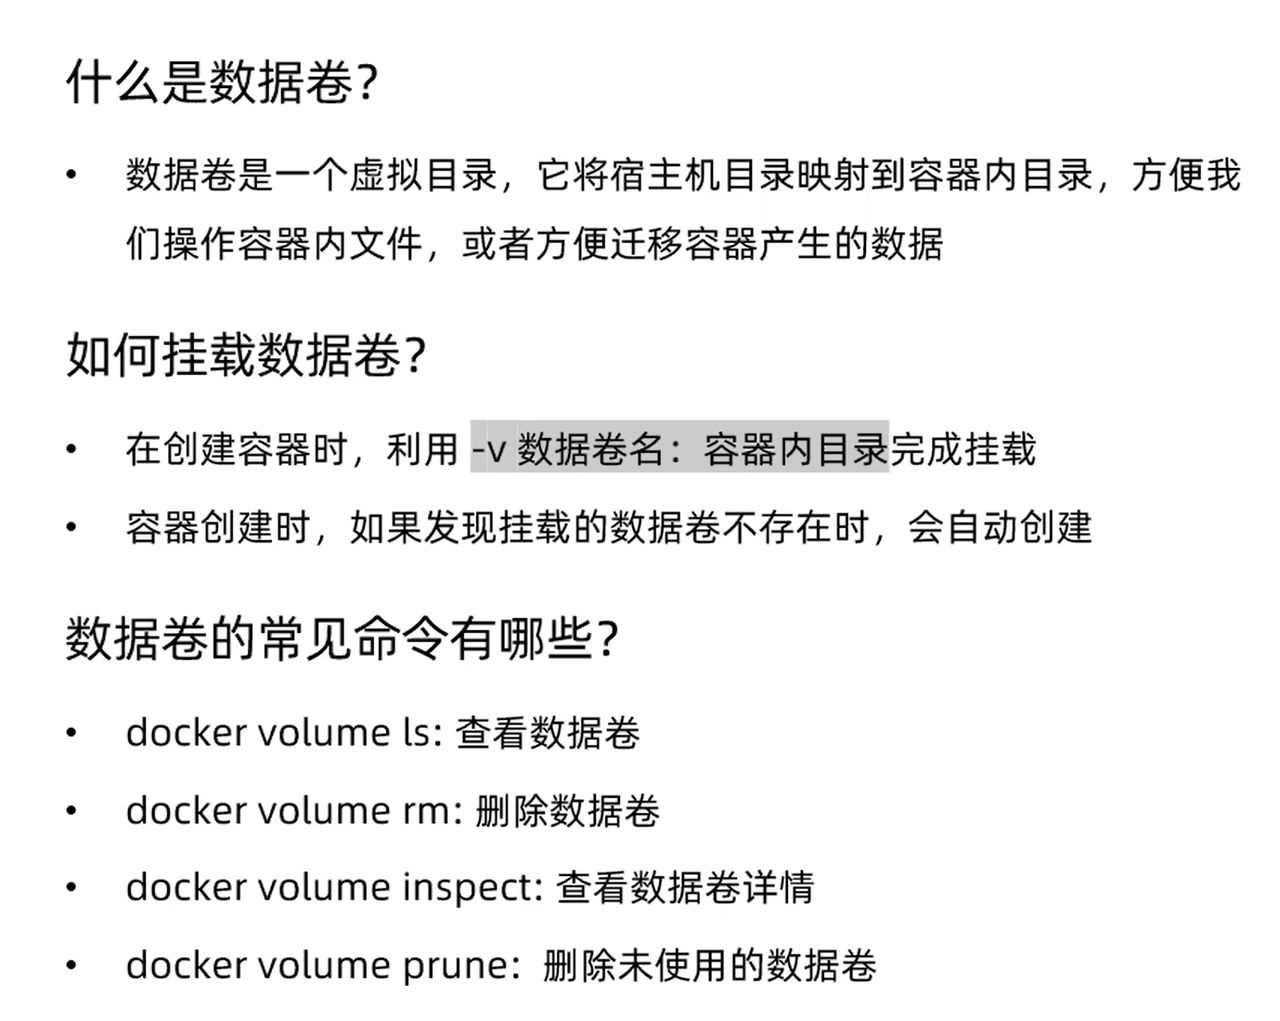 什么是数据卷？
• 数据卷是一个虚拟目录，它将宿主机目录映射到容器内目录，方便我
们操作容器内文件，或者方便迁移容器产生的数据
如何挂载数据卷？
• 在创建容器时，利用 -v 数据卷名：容器内目录完成挂载
• 容器创建时，如果发现挂载的数据卷不存在时，会自动创建
数据卷的常见命令有哪些？
• docker volume ls: 查看数据卷
• docker volume rm: 删除数据卷
• docker volume inspect: 查看数据卷详情
• docker volume prune：删除未使用的数据卷